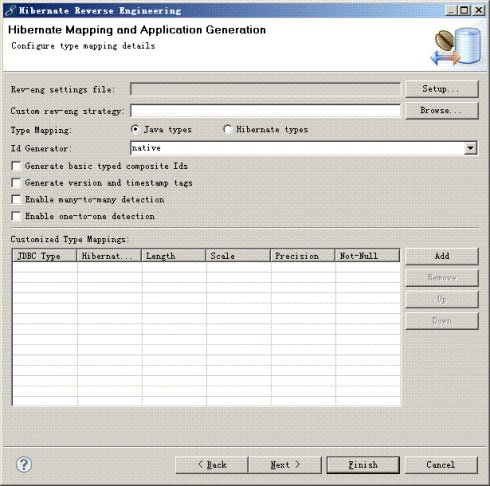 Hibernate Reverse Engineering
Hibernate Mapping and Application Generation
Configure type mapping details
Rev-eng settings file:
Setup...
Custom rev-eng strategy:
Browse...
Type Mapping:
Java types
Hibernate types
Id Generator:
native
Generate basic typed composite Ids
Generate version and timestamp tags
Enable many-to-many detection
Enable one-to-one detection
Customized Type Mappings:
JDBC Type Hibernat... Length Scale Precision Not-Null
Add
Remove
Up
Down
?
< Back
Next >
Finish
Cancel